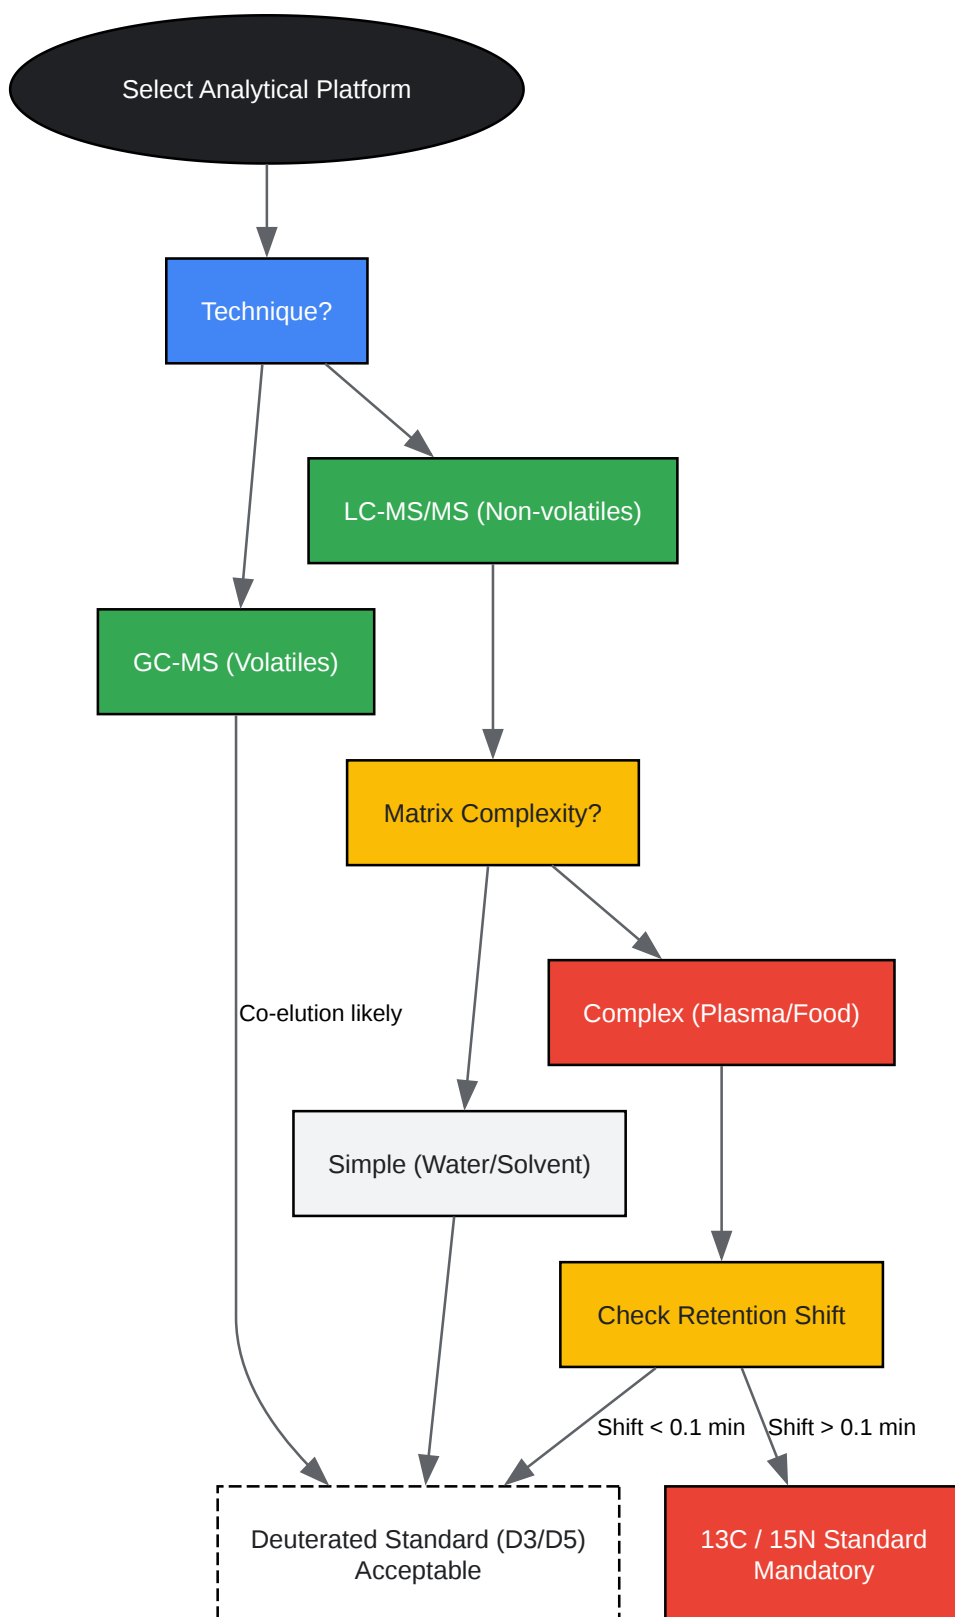 Select Analytical Platform
Technique?
LC-MS/MS (Non-volatiles)
GC-MS (Volatiles)
Matrix Complexity?
Co-elution likely
Complex (Plasma/Food)
Simple (Water/Solvent)
Check Retention Shift
Shift < 0.1 min
Shift > 0.1 min
Deuterated Standard (D3/D5)
Acceptable
13C / 15N Standard
Mandatory